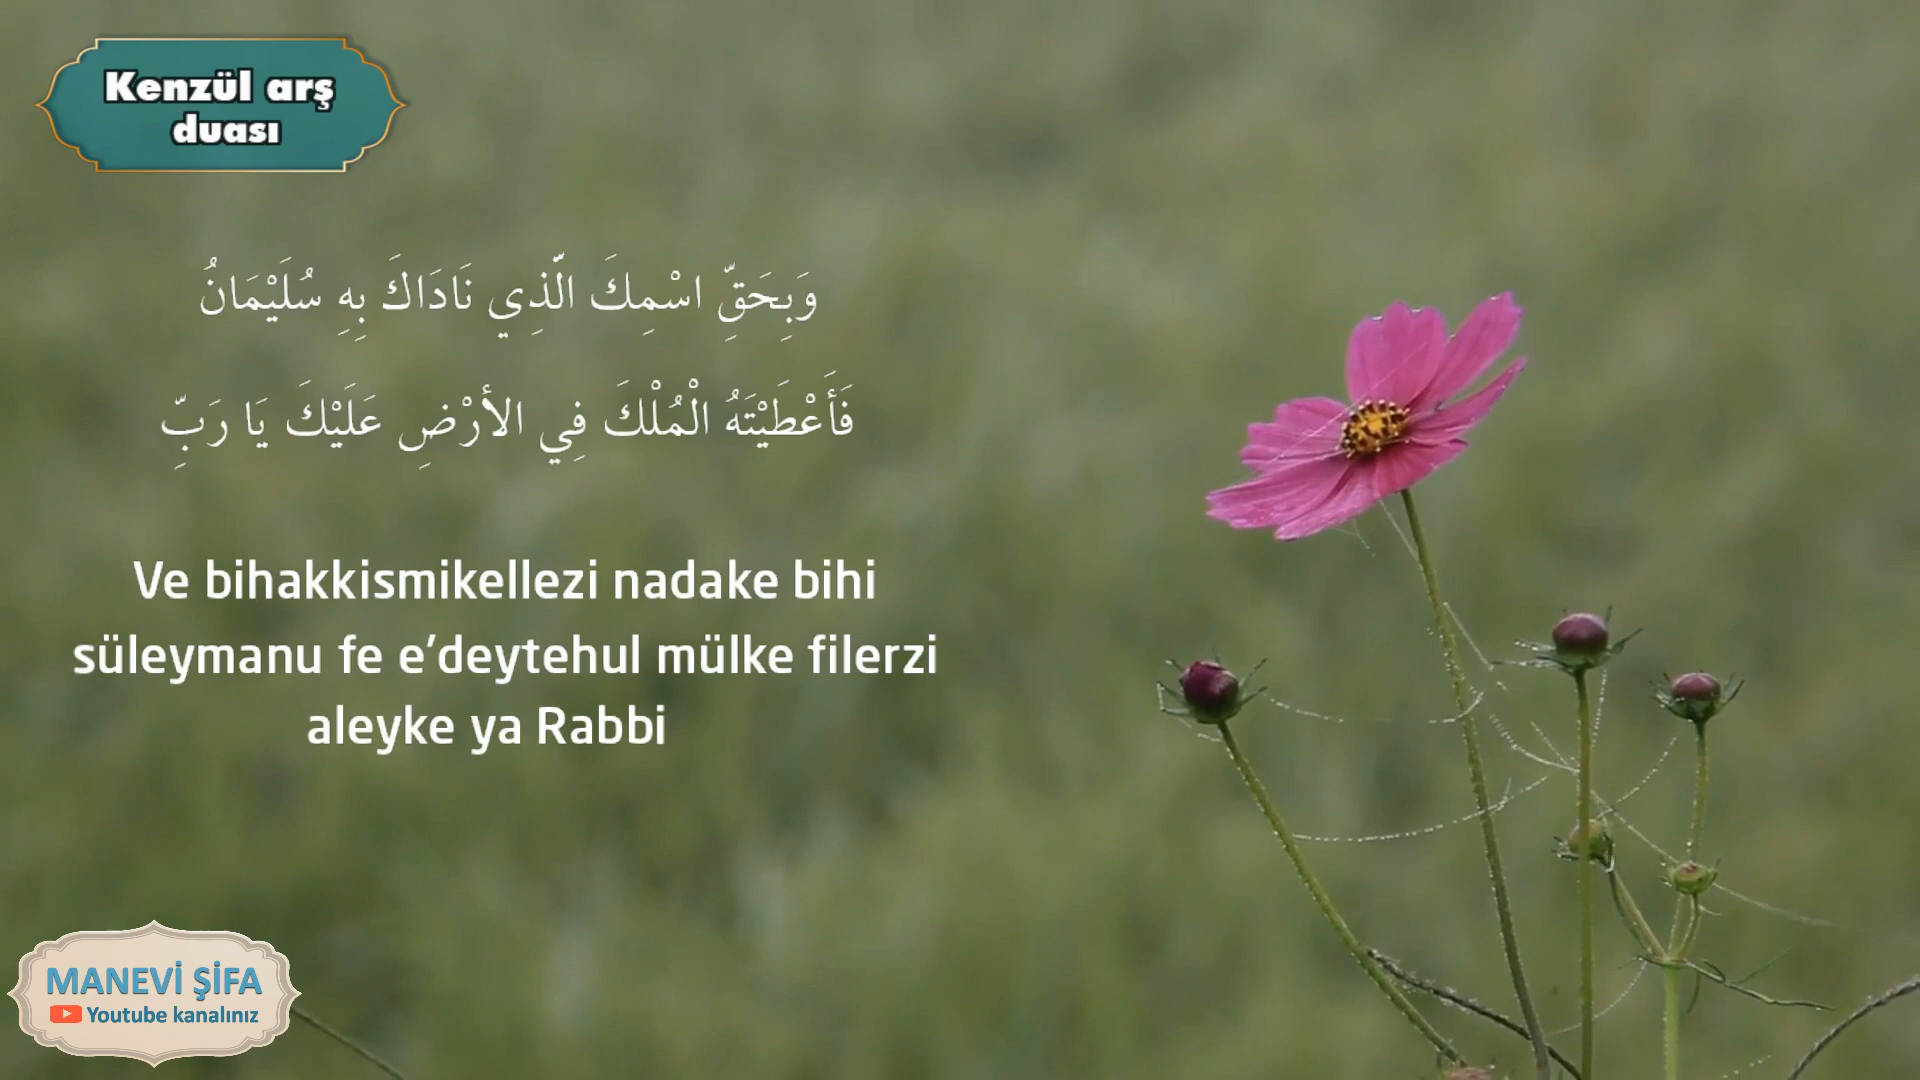 Kenzül arş
duası
وَبِحَقِّ اسْمِكَ الَّذِي نَادَاكَ بِهِ سُلَيْمَانُ
فَأَعْطَيْتَهُ الْمُلْكَ فِي الأرْضِ عَلَيْكَ يَا رَبِّ
Ve bihakkismikellezi nadake bihi
süleymanu fe e’deytehul mülke filerzi
aleyke ya Rabbi
MANEVİ ŞİFA
Youtube kanalınız